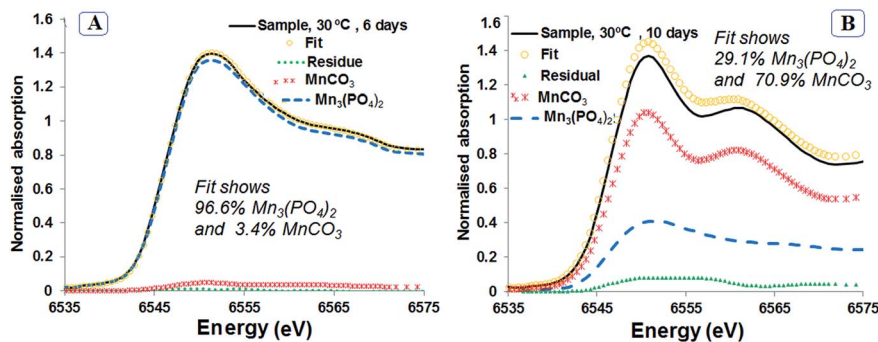 A
Sample, 30 ºC , 6 days
Fit
Residue
MnCO3
Mn3(PO4)2
Fit shows
96.6% Mn3(PO4)2
and 3.4% MnCO3
Normalised absorption
1.6
1.4
1.2
1
0.8
0.6
0.4
0.2
0
6535 6545 6555 6565 6575
Energy (eV)
B
Sample, 30ºC , 10 days
Fit
Residual
MnCO3
Mn3(PO4)2
Fit shows
29.1% Mn3(PO4)2
and 70.9% MnCO3
Normalised absorption
1.6
1.4
1.2
1
0.8
0.6
0.4
0.2
0
6535 6545 6555 6565 6575
Energy (eV)